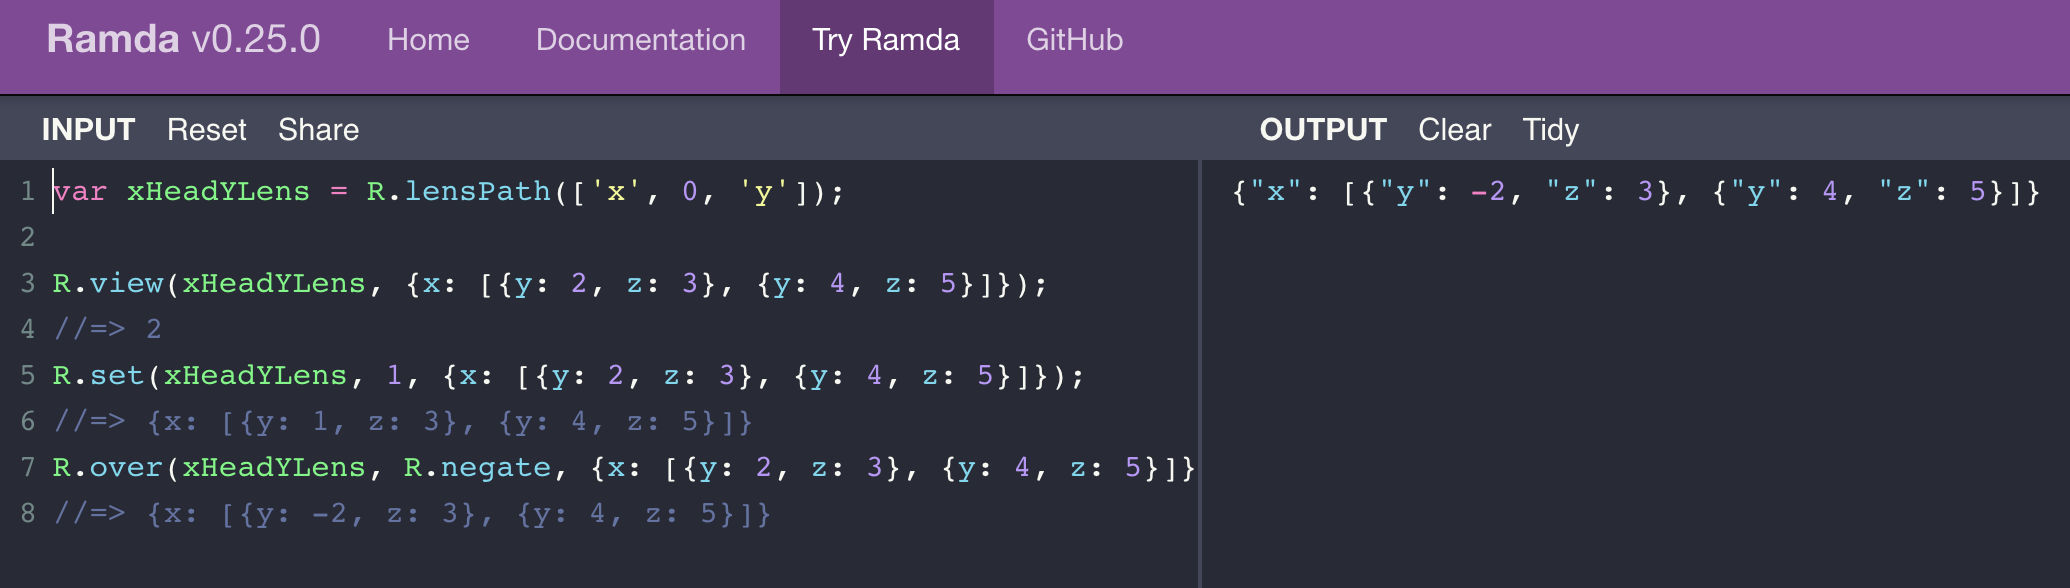 Ramda v0.25.0 Home Documentation Try Ramda GitHub
INPUT Reset Share
1 var xHeadYLens = R.lensPath(['x', 0, 'y']);
2
3 R.view(xHeadYLens, {x: [{y: 2, z: 3}, {y: 4, z: 5}]});
4 //=> 2
5 R.set(xHeadYLens, 1, {x: [{y: 2, z: 3}, {y: 4, z: 5}]});
6 //=> {x: [{y: 1, z: 3}, {y: 4, z: 5}]}
7 R.over(xHeadYLens, R.negate, {x: [{y: 2, z: 3}, {y: 4, z: 5}]}
8 //=> {x: [{y: -2, z: 3}, {y: 4, z: 5}]}
OUTPUT Clear Tidy
{"x": [{"y": -2, "z": 3}, {"y": 4, "z": 5}]}